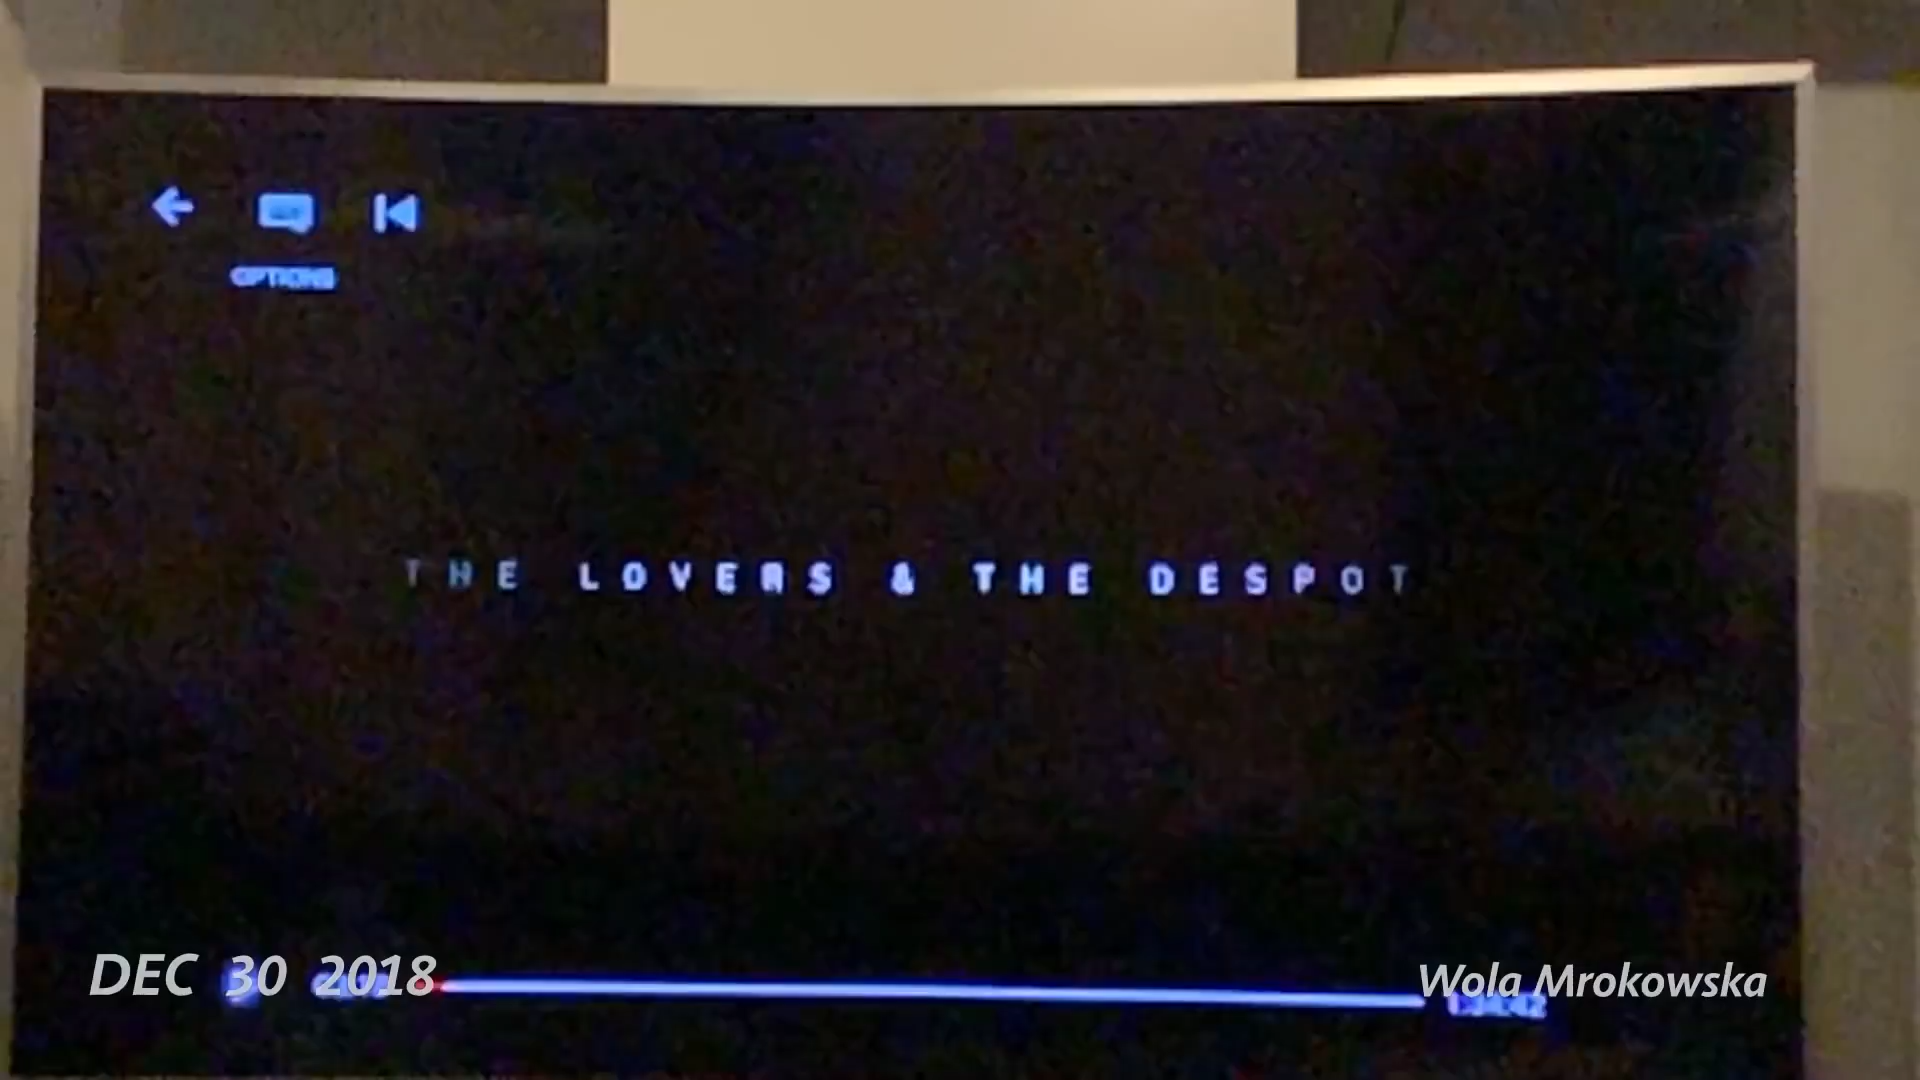 OPTIONS
THE LOVERS & THE DESPOT
DEC 30 2018
Wola Mrokowska